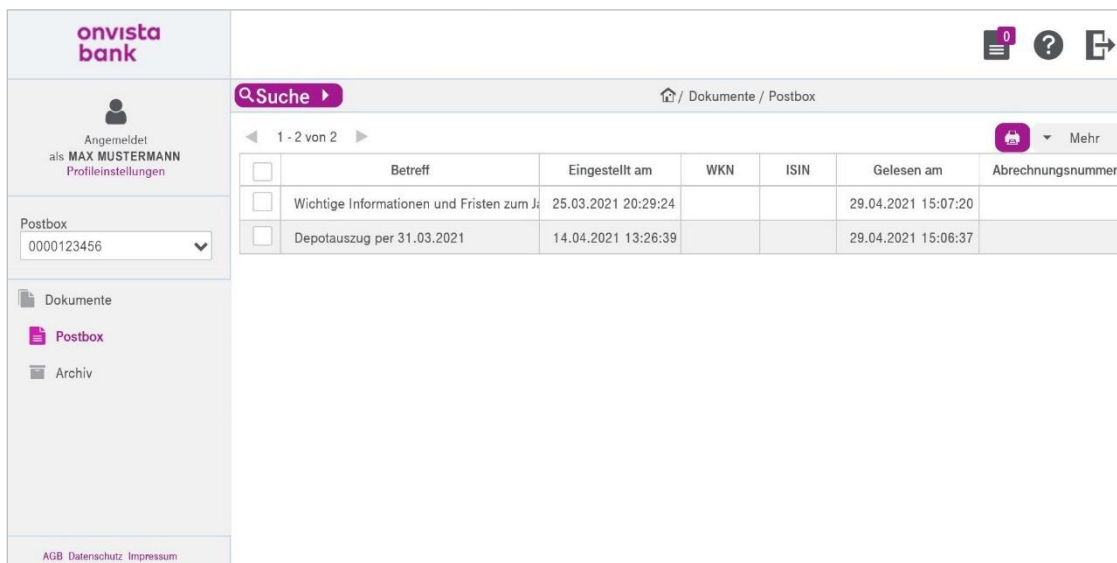 onvista
bank
0
?
Angemeldet
als MAX MUSTERMANN
Profileinstellungen
Postbox
0000123456
Dokumente
Postbox
Archiv
AGB Datenschutz Impressum
Suche
/ Dokumente / Postbox
1 - 2 von 2
Mehr
Betreff Eingestellt am WKN ISIN Gelesen am Abrechnungsnummer
Wichtige Informationen und Fristen zum 25.03.2021 20:29:24 29.04.2021 15:07:20
Depotauszug per 31.03.2021 14.04.2021 13:26:39 29.04.2021 15:06:37